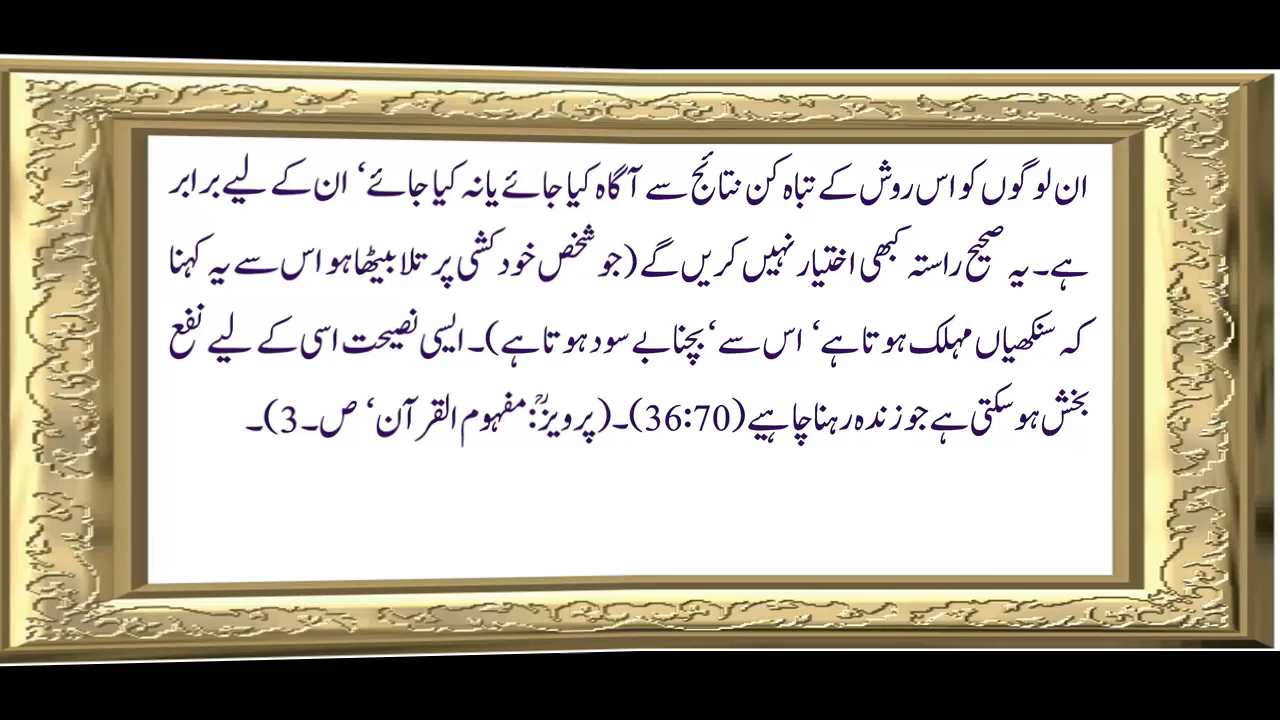 ان لوگوں کو اس روش کے تباہ کن نتائج سے آگاہ کیا جائے یا نہ کیا جائے‘ ان کے لیے برابر
ہے۔ یہ صحیح راستہ کبھی اختیار نہیں کریں گے (جو شخص خود کشی پر تلا بیٹھا ہو اس سے یہ کہنا
کہ سنکھیاں مہلک ہوتا ہے‘ اس سے ‘بچنا بے سود ہوتا ہے)۔ ایسی نصیحت اسی کے لیے نفع
بخش ہو سکتی ہے جو زندہ رہنا چاہیے (36:70)۔ (پرویزؒ: مفہوم القرآن‘ ص۔3)۔